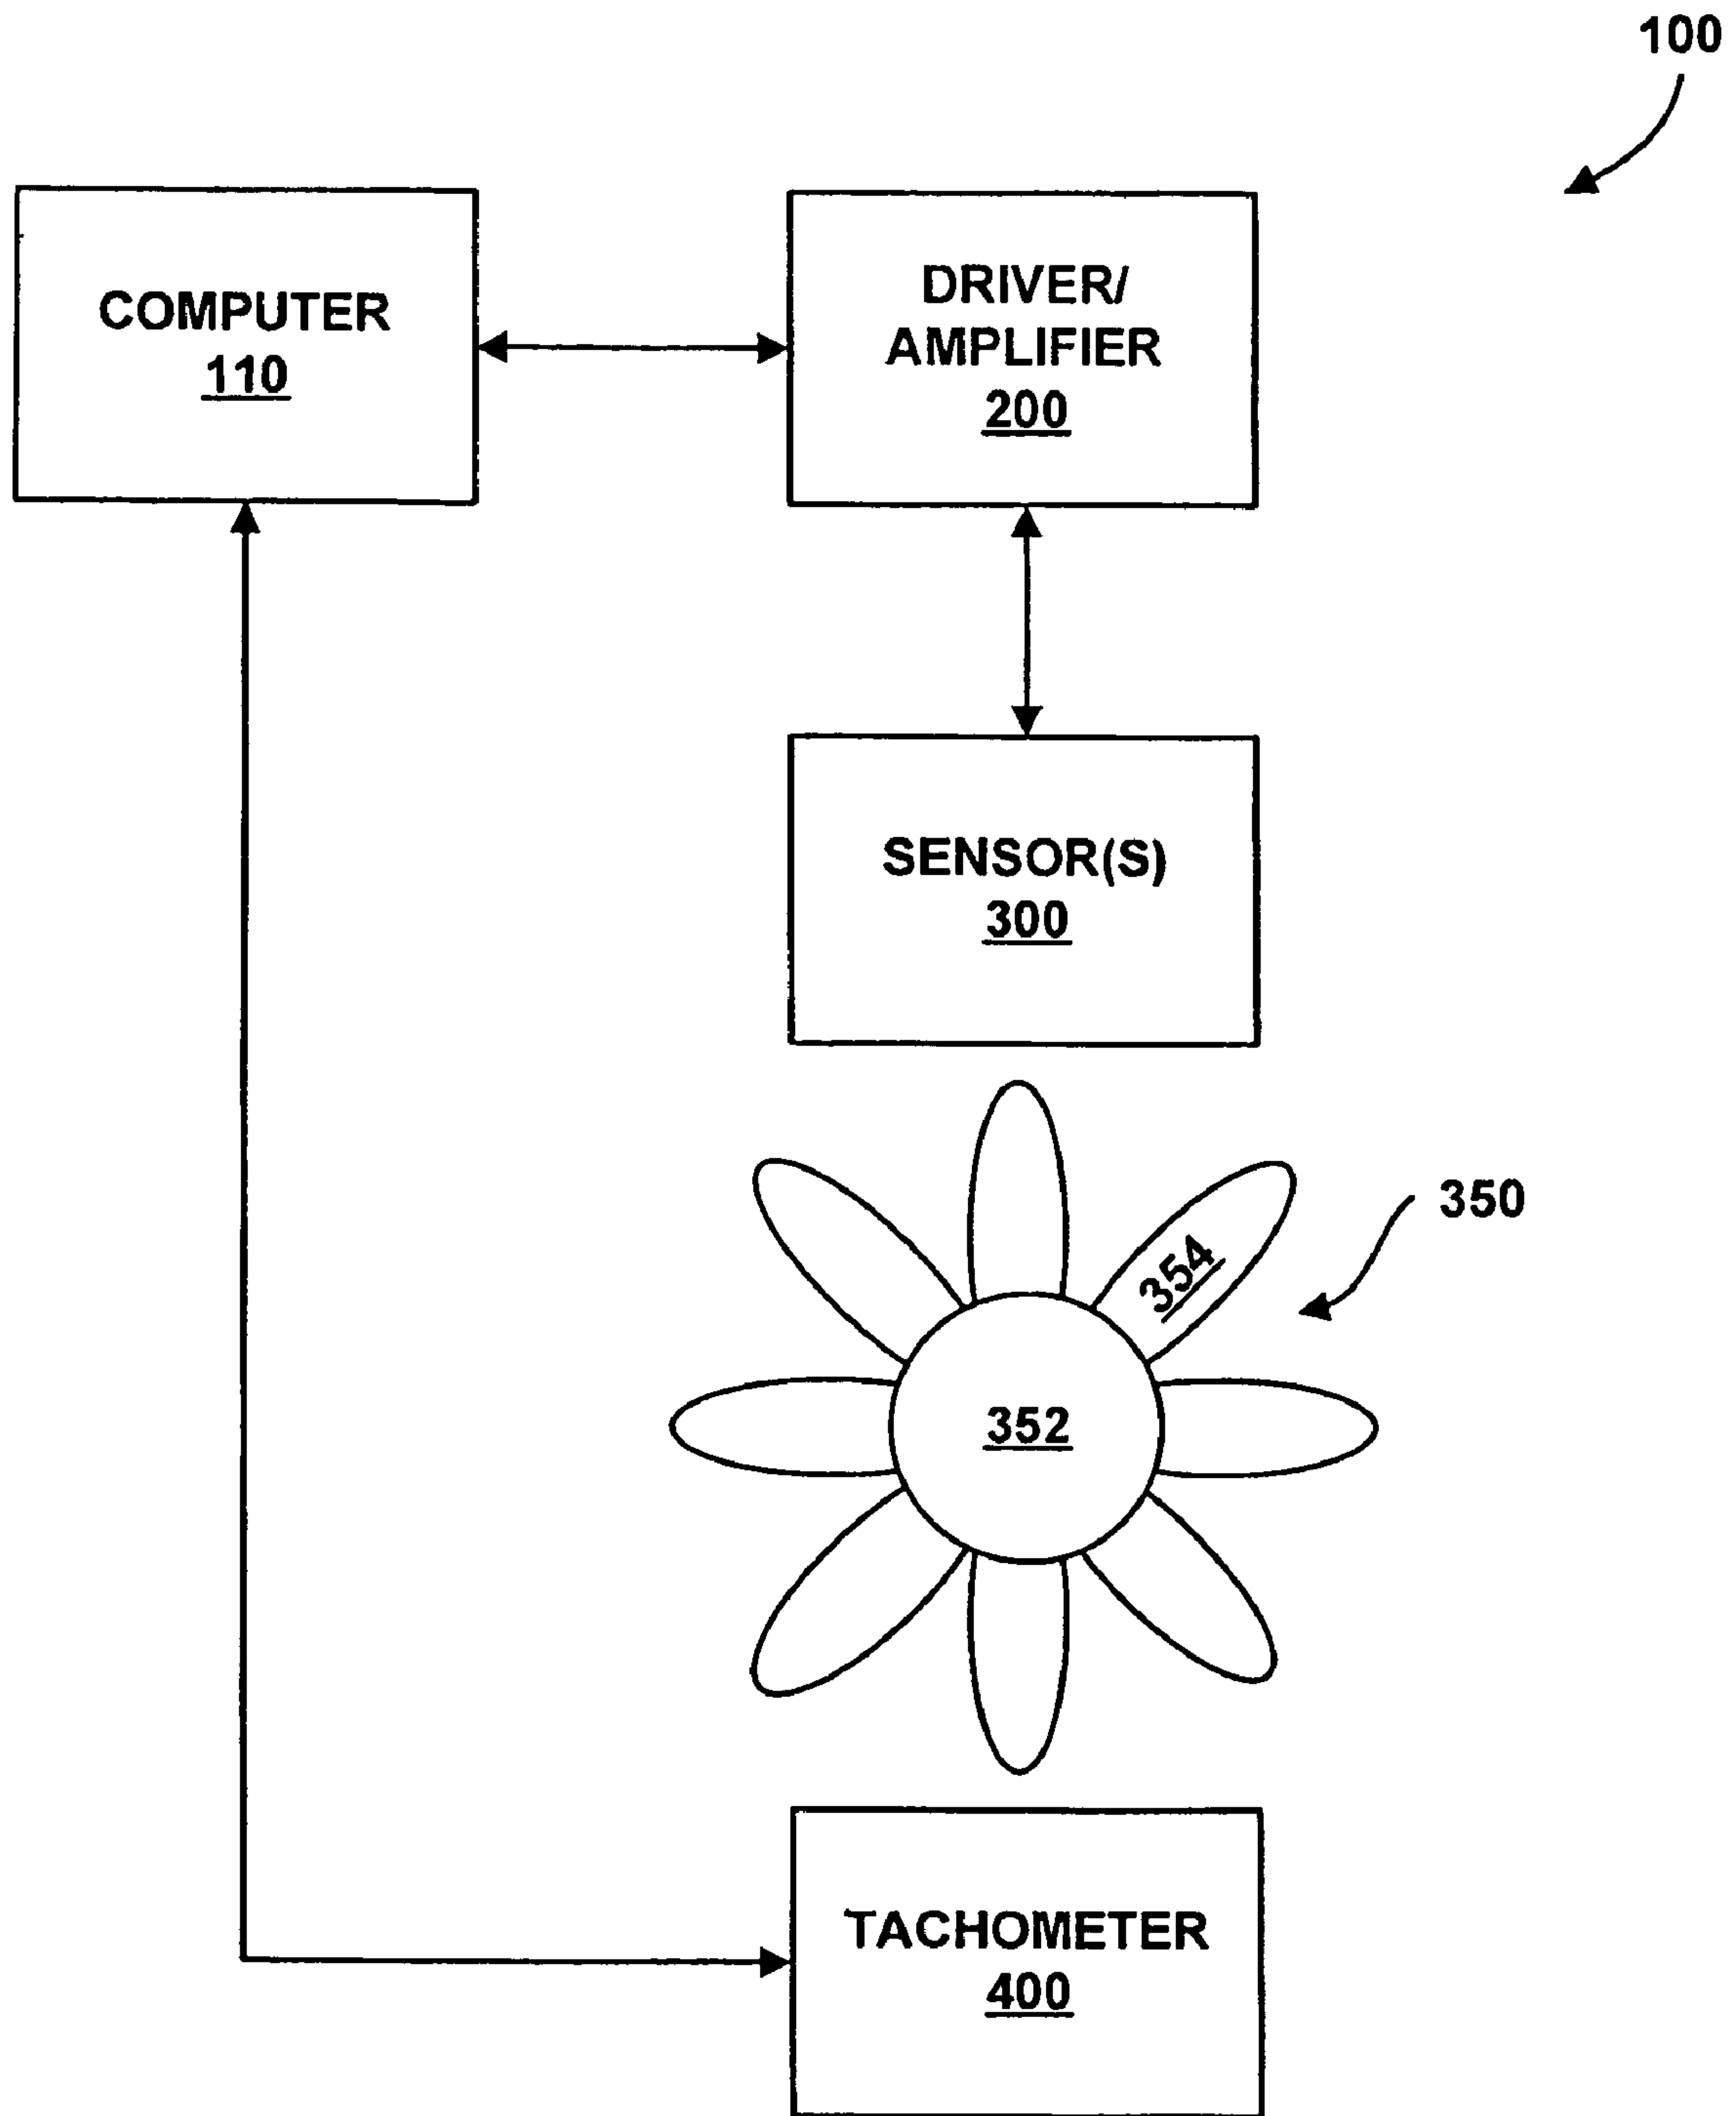 100
COMPUTER
110
DRIVER/
AMPLIFIER
200
SENSOR(S)
300
350
354
352
TACHOMETER
400